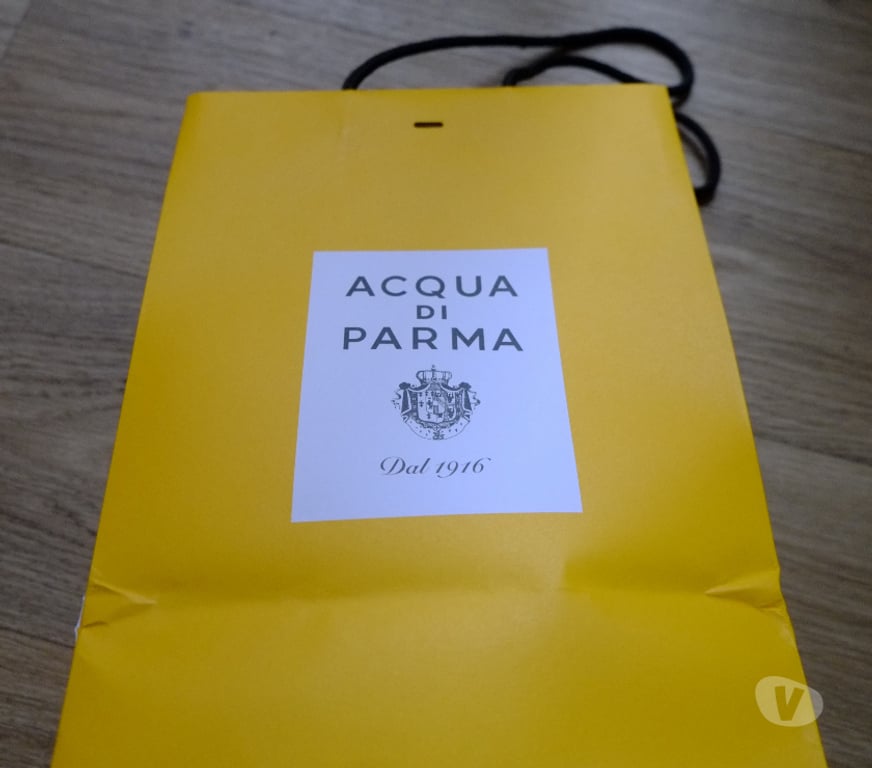 ACQUA
DI
PARMA
Dal 1916
V